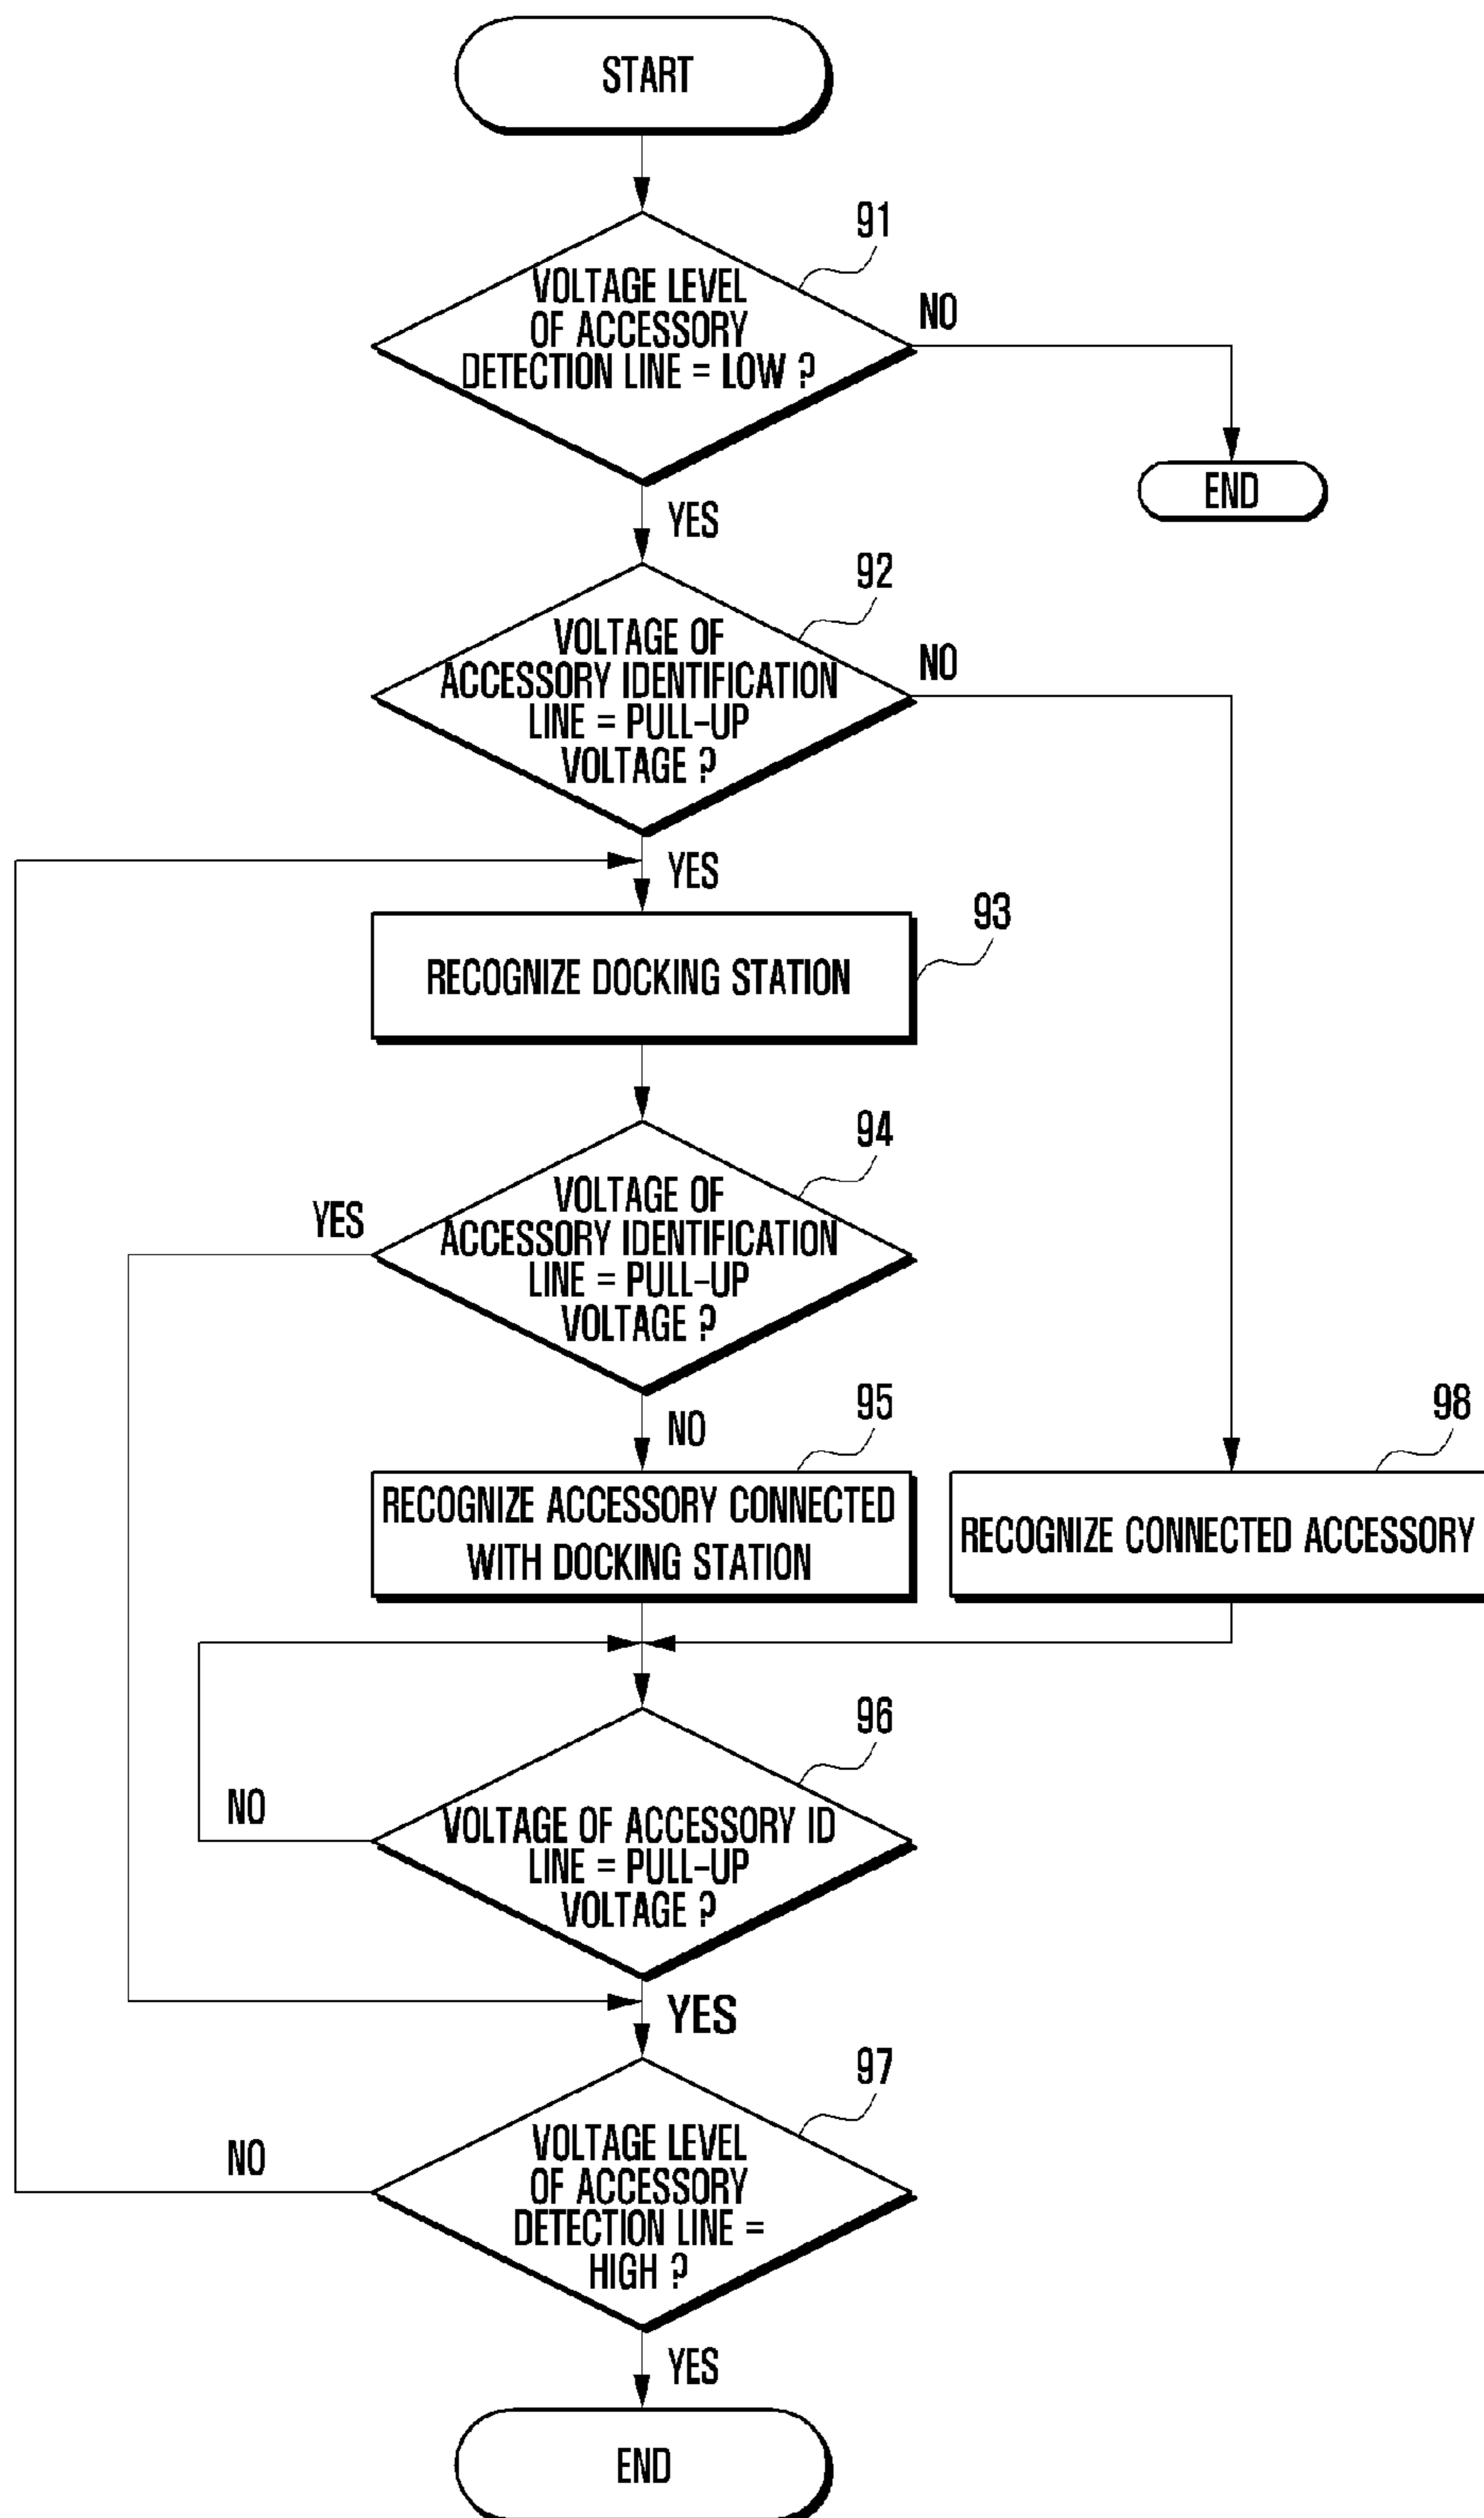 START
91
VOLTAGE LEVEL
OF ACCESSORY
DETECTION LINE = LOW ?
NO
END
YES
92
VOLTAGE OF
ACCESSORY IDENTIFICATION
LINE = PULL-UP
VOLTAGE ?
NO
YES
93
RECOGNIZE DOCKING STATION
94
VOLTAGE OF
ACCESSORY IDENTIFICATION
LINE = PULL-UP
VOLTAGE ?
YES
NO
95
RECOGNIZE ACCESSORY CONNECTED
WITH DOCKING STATION
98
RECOGNIZE CONNECTED ACCESSORY
96
VOLTAGE OF ACCESSORY ID
LINE = PULL-UP
VOLTAGE ?
NO
YES
97
VOLTAGE LEVEL
OF ACCESSORY
DETECTION LINE =
HIGH ?
NO
YES
END